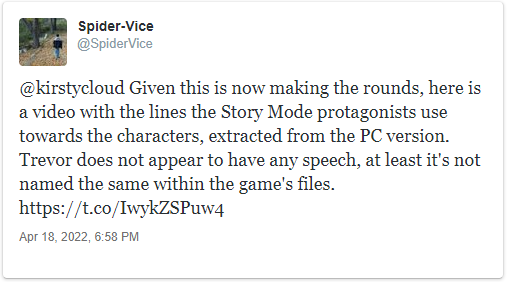 Spider-Vice
@SpiderVice
@kirstycloud Given this is now making the rounds, here is
a video with the lines the Story Mode protagonists use
towards the characters, extracted from the PC version.
Trevor does not appear to have any speech, at least it's not
named the same within the game's files.
https://t.co/IwykZSPuw4
Apr 18, 2022, 6:58 PM